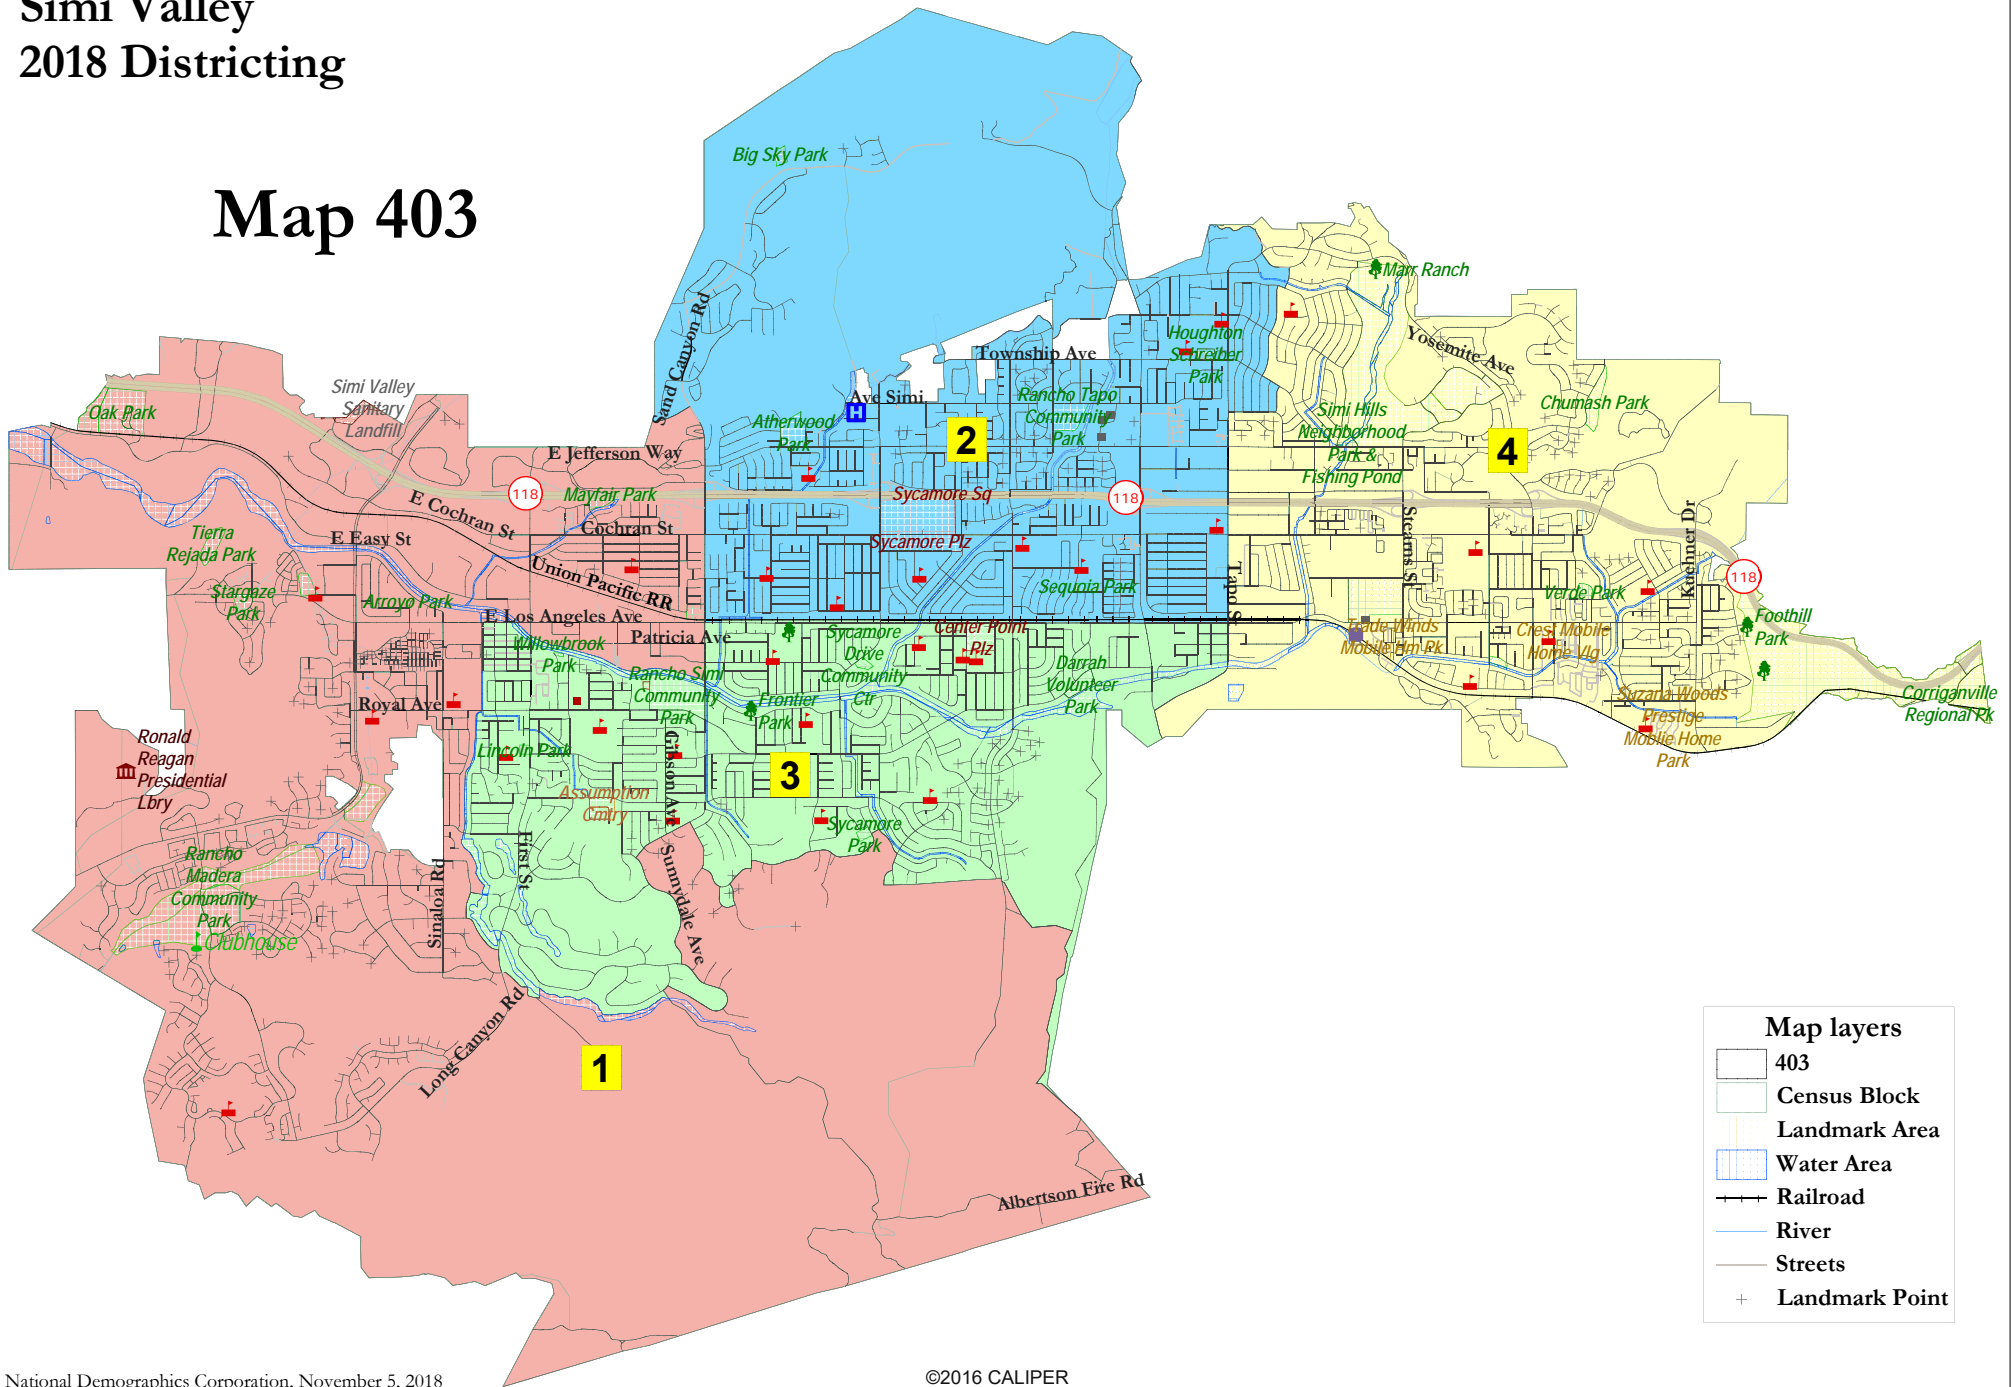 Simi Valley
2018 Districting
Map 403
Big Sky Park
Marr Ranch
Sand Canyon Rd
Houghton
Schreiber
Park
Yosemite Ave
Township Ave
Simi Valley
Sanitary
Landfill
Oak Park
Ave Simi
Rancho Tapo
Community
Park
Atherwood
Park
H
2
Simi Hills
Neighborhood
Park &
Fishing Pond
Chumash Park
4
E Jefferson Way
118
Mayfair Park
Sycamore Sq
118
E Cochran St
Cochran St
Tierra
Rejada Park
E Easy St
Sycamore Plz
Stearns St
Kuehner Dr
Union Pacific RR
Sequoia Park
Tapo St
118
Stargaze
Park
Arroyo Park
Verde Park
E Los Angeles Ave
Patricia Ave
Willowbrook
Park
Sycamore
Drive
Community
Ctr
Center Point
Plz
Trade Winds
Mobile Hm Pk
Crest Mobile
Home Vlg
Foothill
Park
Rancho Simi
Community
Park
Darrah
Volunteer
Park
Royal Ave
Frontier
Park
Suzana Woods
Prestige
Moblie Home
Park
Corriganville
Regional Pk
Ronald
Reagan
Presidential
Lbry
Lincoln Park
Gibson Ave
3
Assumption
Cmtry
Sycamore
Park
First St
Sunnydale Ave
Sinaloa Rd
Rancho
Madera
Community
Park
Clubhouse
Long Canyon Rd
1
Albertson Fire Rd
Map layers
403
Census Block
Landmark Area
Water Area
Railroad
River
Streets
Landmark Point
National Demographics Corporation, November 5, 2018
©2016 CALIPER